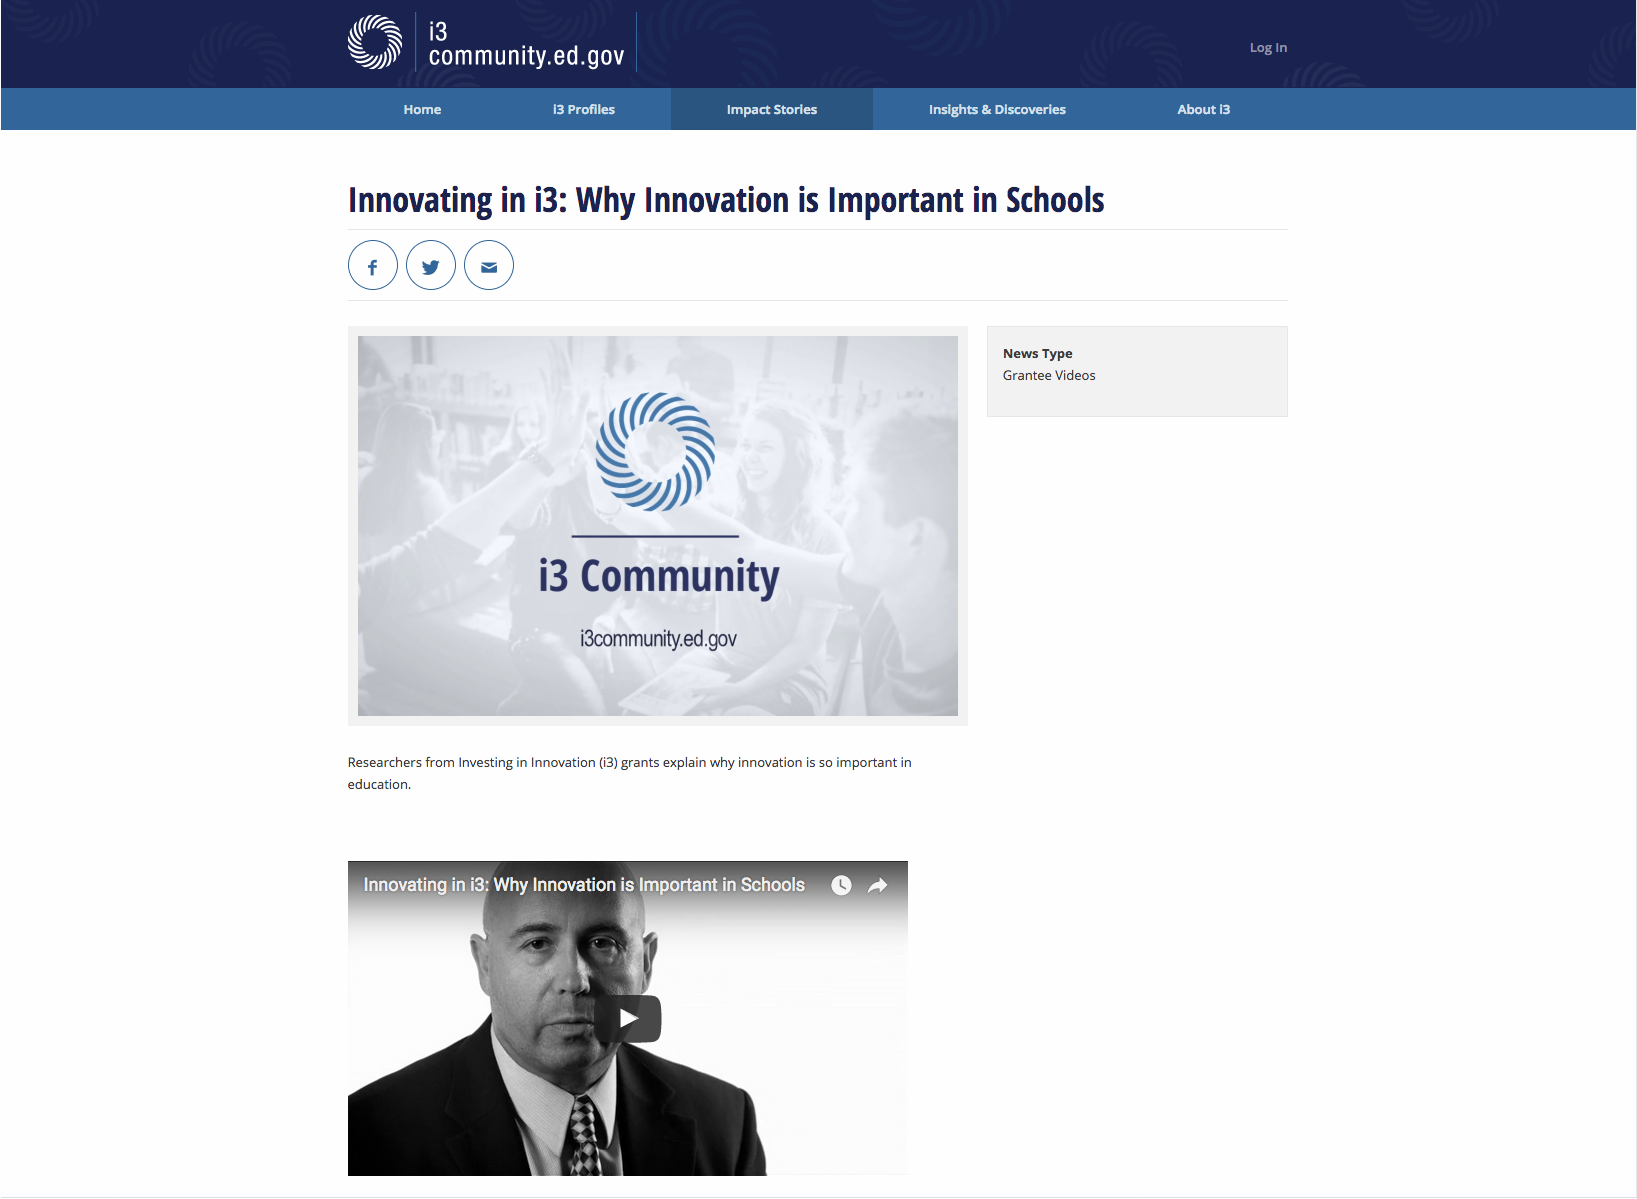 i3
community.ed.gov
Log In
Home
i3 Profiles
Impact Stories
Insights & Discoveries
About i3
Innovating in i3: Why Innovation is Important in Schools
News Type
Grantee Videos
i3 Community
i3community.ed.gov
Researchers from Investing in Innovation (i3) grants explain why innovation is so important in
education.
Innovating in i3: Why Innovation is Important in Schools